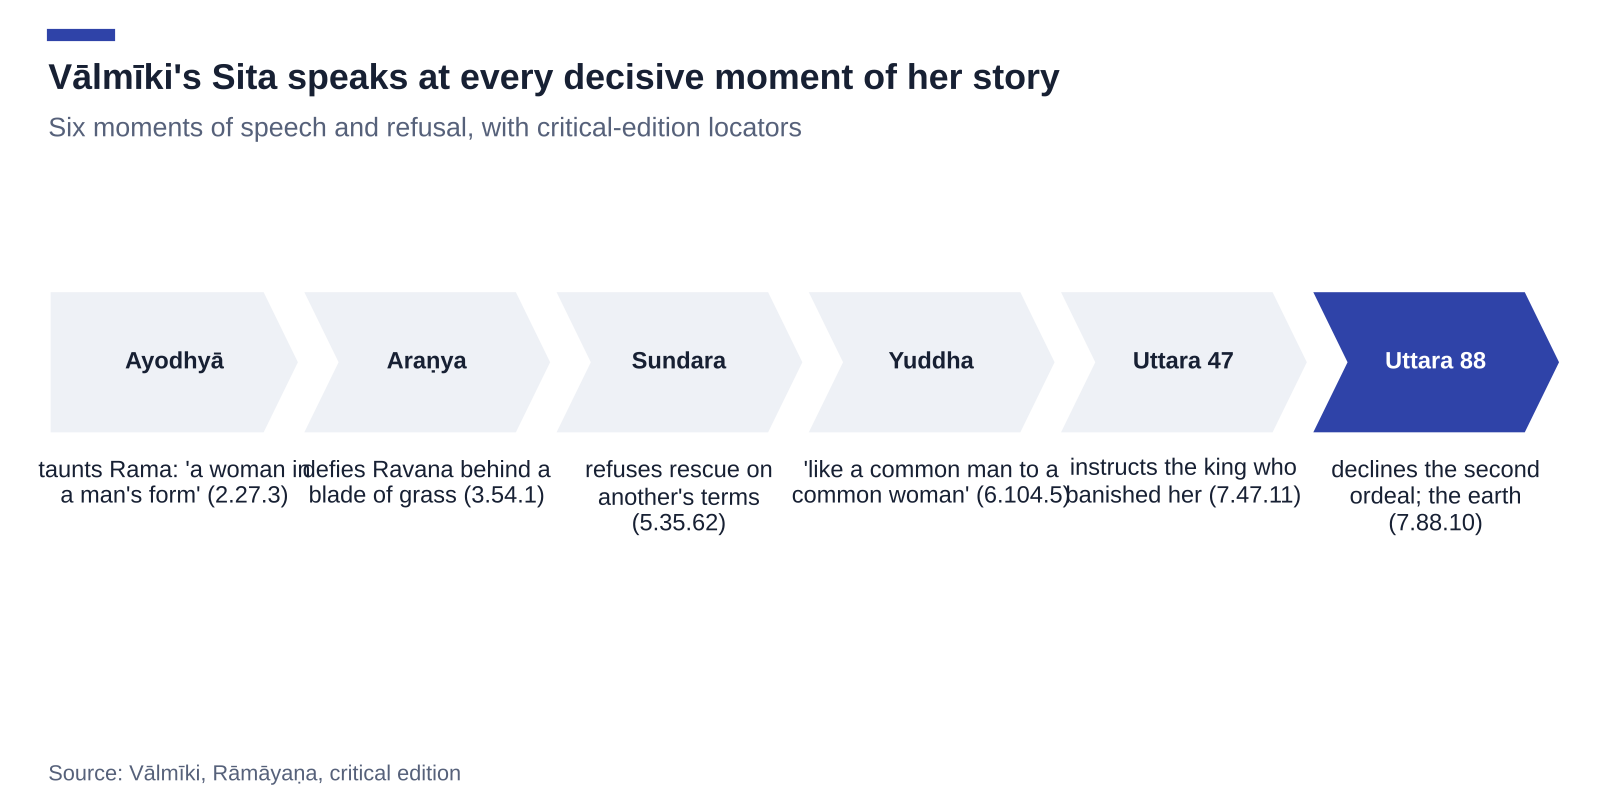 Vālmīki's Sita speaks at every decisive moment of her story
Six moments of speech and refusal, with critical-edition locators
Ayodhyā
Araṇya
Sundara
Yuddha
Uttara 47
Uttara 88
taunts Rama: 'a woman in
a man's form' (2.27.3)
defies Ravana behind a
blade of grass (3.54.1)
refuses rescue on
another's terms
(5.35.62)
'like a common man to a
common woman' (6.104.5)
instructs the king who
banished her (7.47.11)
declines the second
ordeal; the earth
(7.88.10)
Source: Vālmīki, Rāmāyaṇa, critical edition